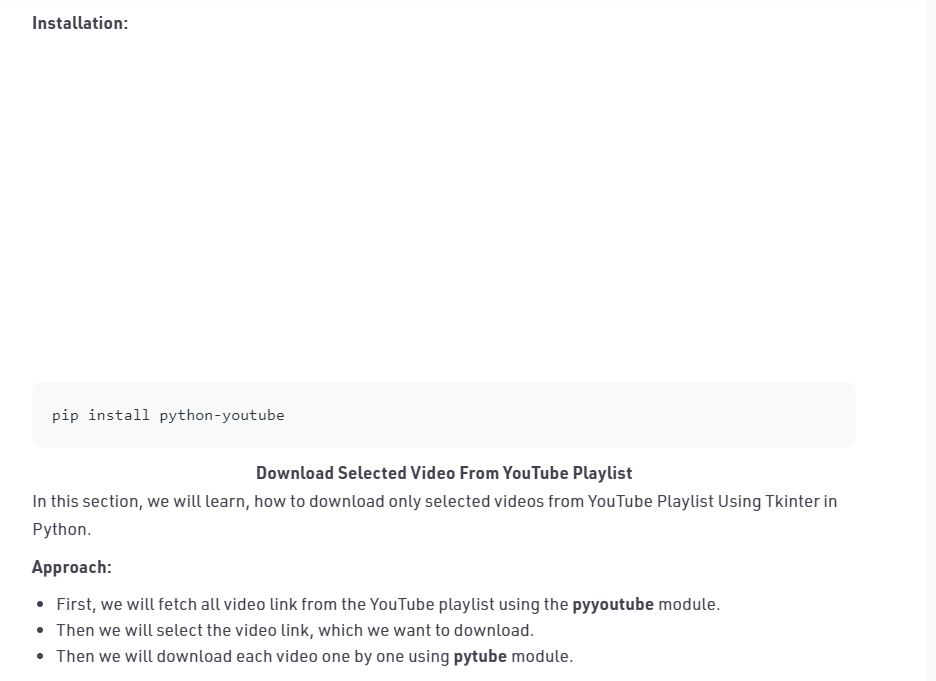 Installation:
pip install python-youtube
Download Selected Video From YouTube Playlist
In this section, we will learn, how to download only selected videos from YouTube Playlist Using Tkinter in
Python.
Approach:
• First, we will fetch all video link from the YouTube playlist using the pyyoutube module.
• Then we will select the video link, which we want to download.
• Then we will download each video one by one using pytube module.